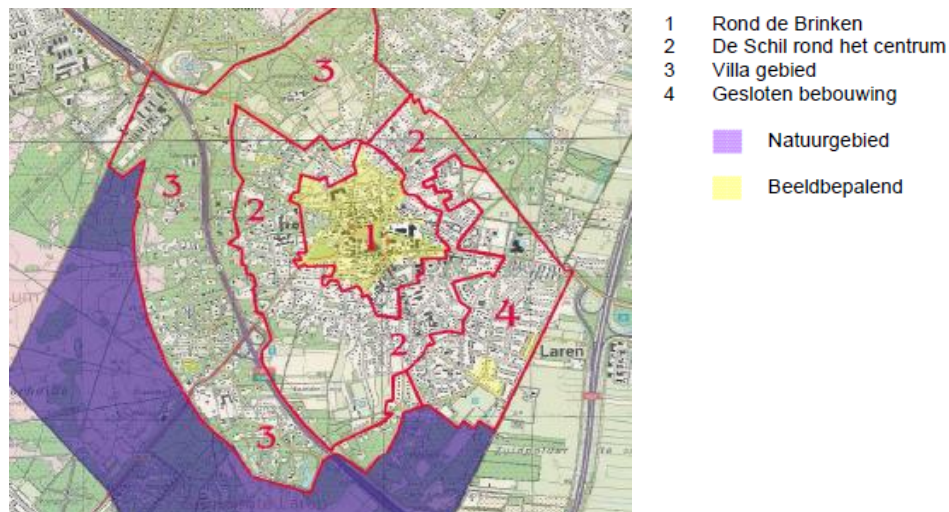 1 Rond de Brinken
2 De Schil rond het centrum
3 Villa gebied
4 Gesloten bebouwing
Natuurgebied
Beeldbepalend
3
2
3
2
1
4
Laren
2
3